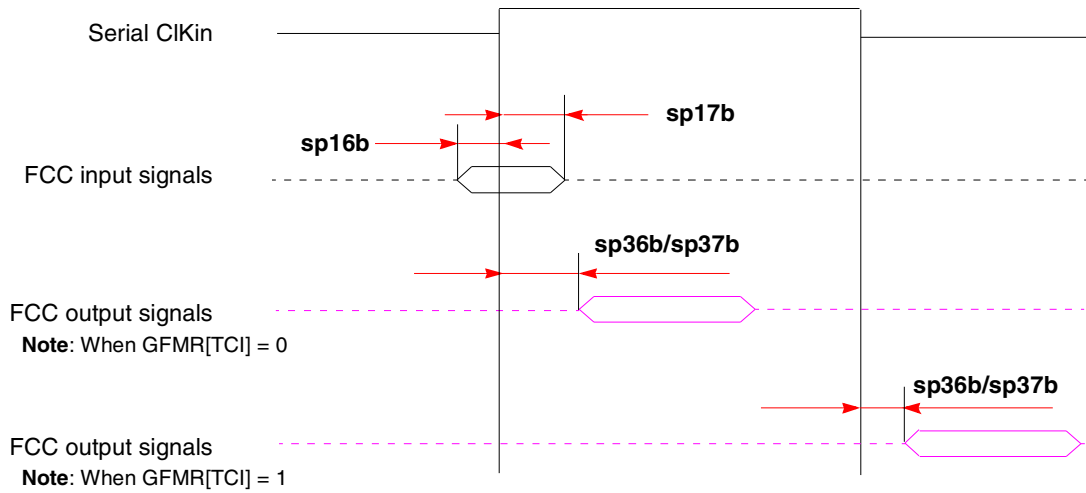 Serial ClKin
sp17b
sp16b
FCC input signals
sp36b/sp37b
FCC output signals
Note: When GFMR[TCI] = 0
sp36b/sp37b
FCC output signals
Note: When GFMR[TCI] = 1